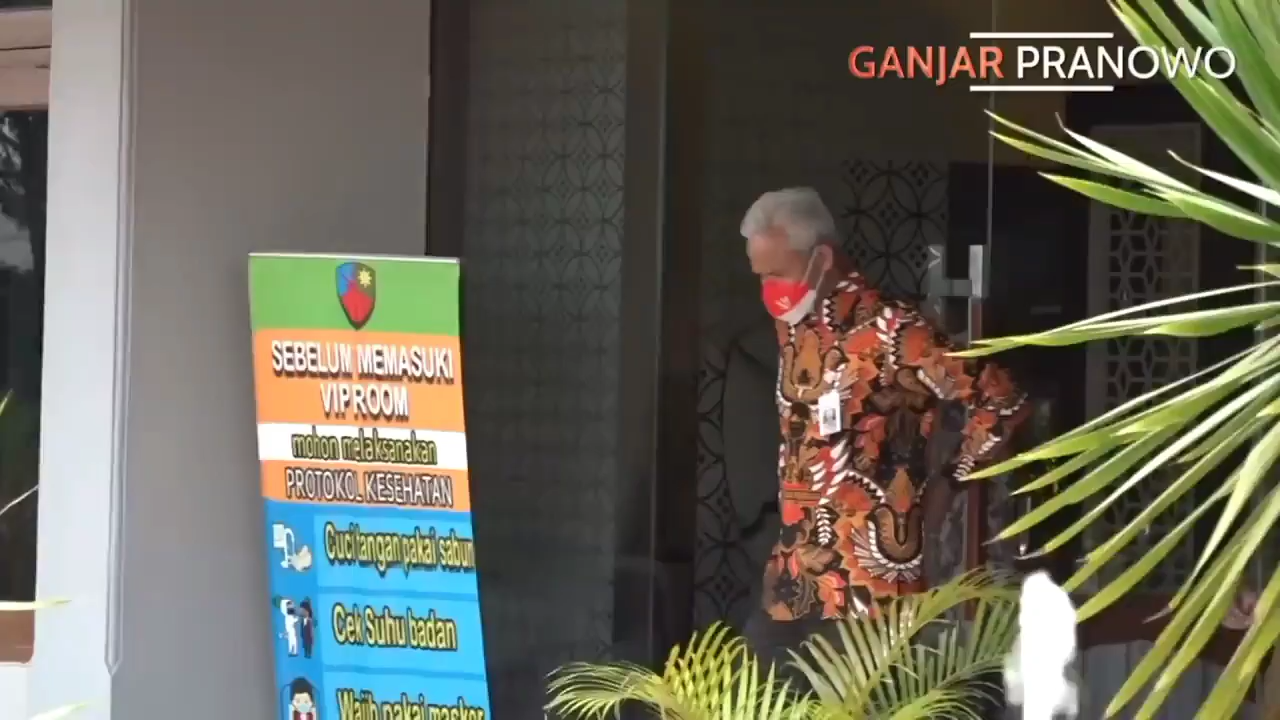 GANJAR PRANOWO
SEBELUM MEMASUKI
VIP ROOM
mohon melaksanakan
PROTOKOL KESEHATAN
Cuci tangan pakai sabun
Cek Suhu badan
Wajib pakai masker